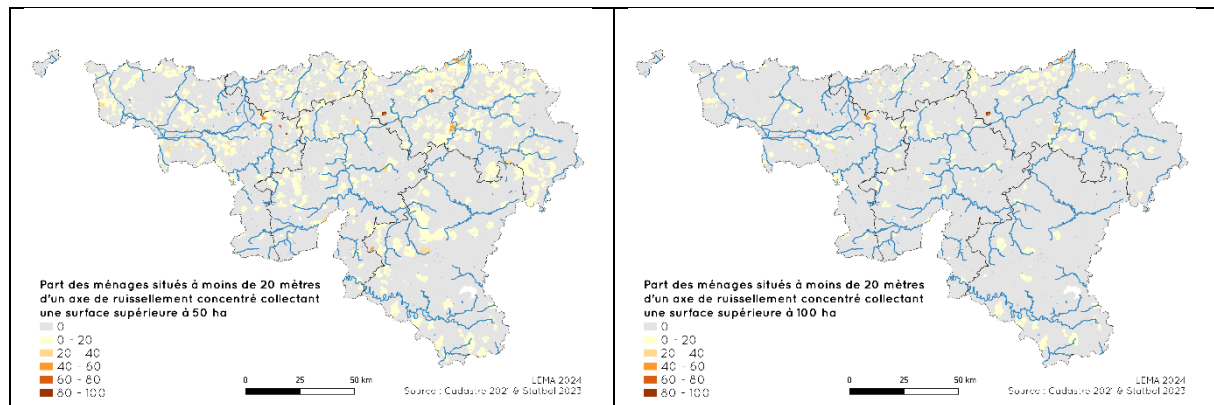 Part des ménages situés à moins de 20 mètres
d'un axe de ruissellement concentré collectant
une surface supérieure à 50 ha
0
0 - 20
20 - 40
40 - 60
60 - 80
80 - 100
0 25 50 km
LEMA 2024
Source : Cadastre 2021 & Statbel 2023
Part des ménages situés à moins de 20 mètres
d'un axe de ruissellement concentré collectant
une surface supérieure à 100 ha
0
0 - 20
20 - 40
40 - 60
60 - 80
80 - 100
0 25 50 km
LEMA 2024
Source : Cadastre 2021 & Statbel 2023